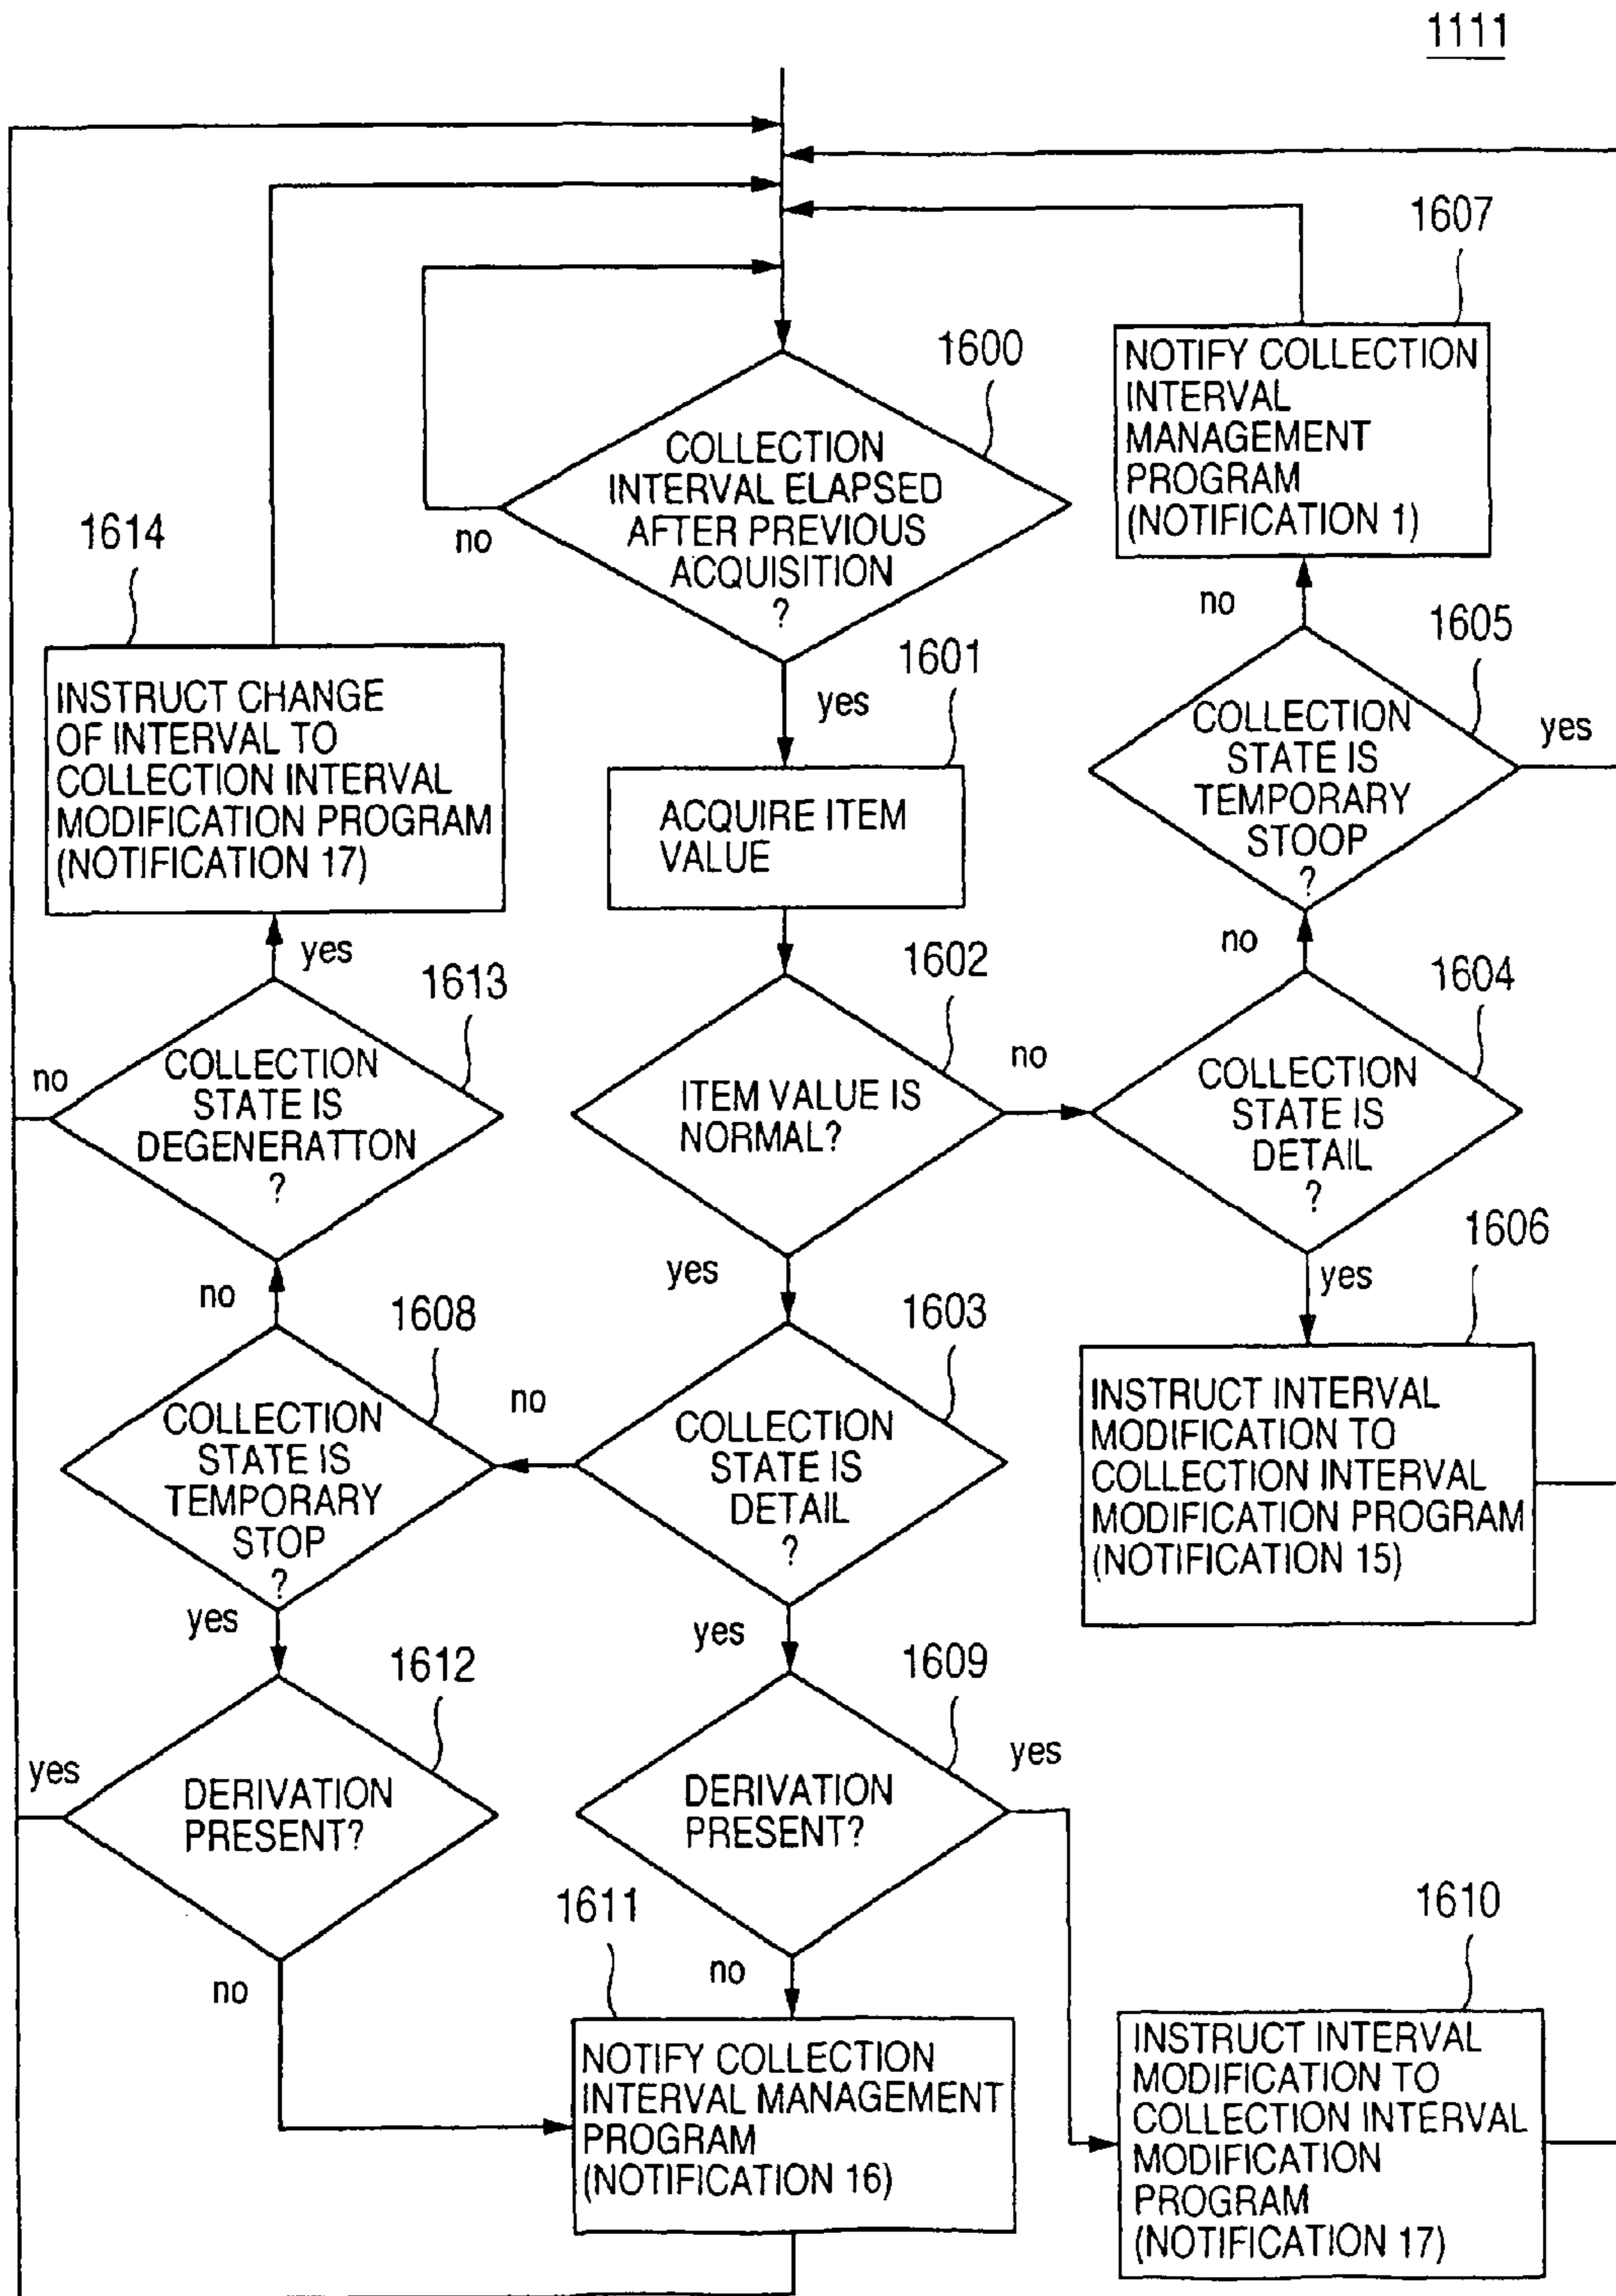 1111
1607
NOTIFY COLLECTION
INTERVAL
MANAGEMENT
PROGRAM
(NOTIFICATION 1)
1600
COLLECTION
INTERVAL ELAPSED
AFTER PREVIOUS
ACQUISITION
?
no
yes
1614
INSTRUCT CHANGE
OF INTERVAL TO
COLLECTION INTERVAL
MODIFICATION PROGRAM
(NOTIFICATION 17)
yes
1601
ACQUIRE ITEM
VALUE
no
1605
COLLECTION
STATE IS
TEMPORARY
STOOP
?
yes
no
1613
COLLECTION
STATE IS
DEGENERATTON
?
no
no
1602
ITEM VALUE IS
NORMAL?
no
yes
1604
COLLECTION
STATE IS
DETAIL
?
yes
1606
INSTRUCT INTERVAL
MODIFICATION TO
COLLECTION INTERVAL
MODIFICATION PROGRAM
(NOTIFICATION 15)
1608
COLLECTION
STATE IS
TEMPORARY
STOP
?
yes
no
1603
COLLECTION
STATE IS
DETAIL
?
yes
1612
DERIVATION
PRESENT?
yes
no
1609
DERIVATION
PRESENT?
yes
no
1611
NOTIFY COLLECTION
INTERVAL MANAGEMENT
PROGRAM
(NOTIFICATION 16)
1610
INSTRUCT INTERVAL
MODIFICATION TO
COLLECTION INTERVAL
MODIFICATION
PROGRAM
(NOTIFICATION 17)